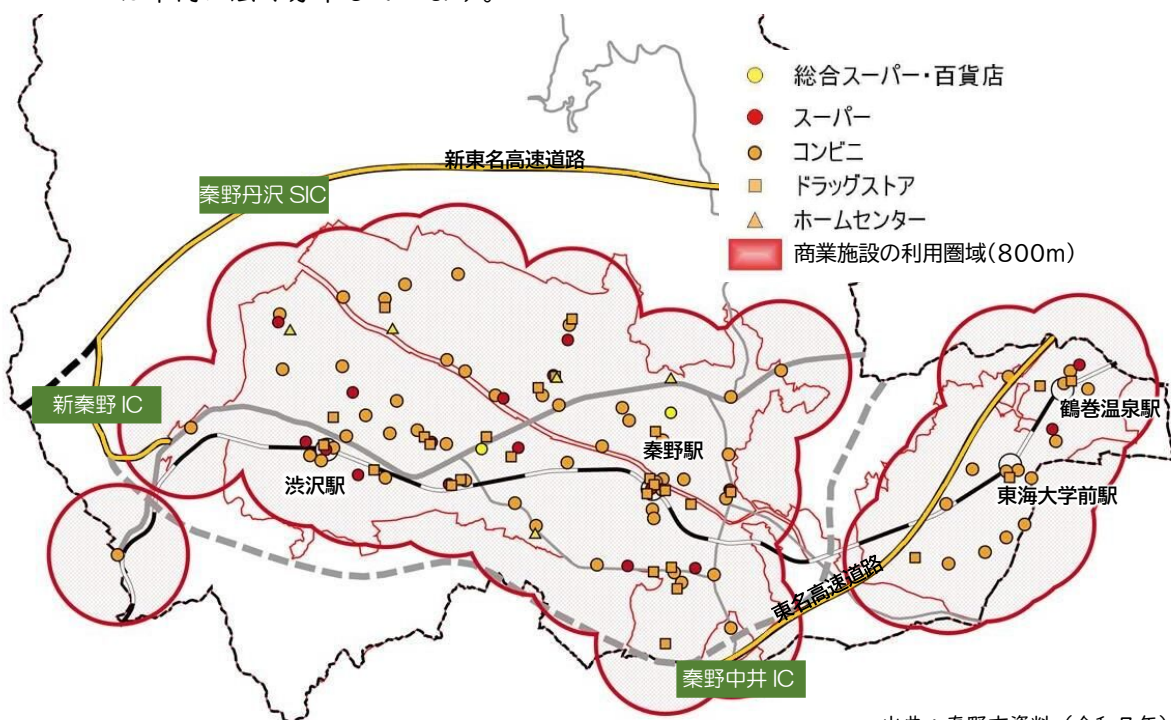 総合スーパー・百貨店
スーパー
コンビニ
ドラッグストア
ホームセンター
商業施設の利用圏域(800m)
新東名高速道路
秦野丹沢 SIC
新秦野 IC
鶴巻温泉駅
秦野駅
渋沢駅
東海大学前駅
東名高速道路
秦野中井 IC